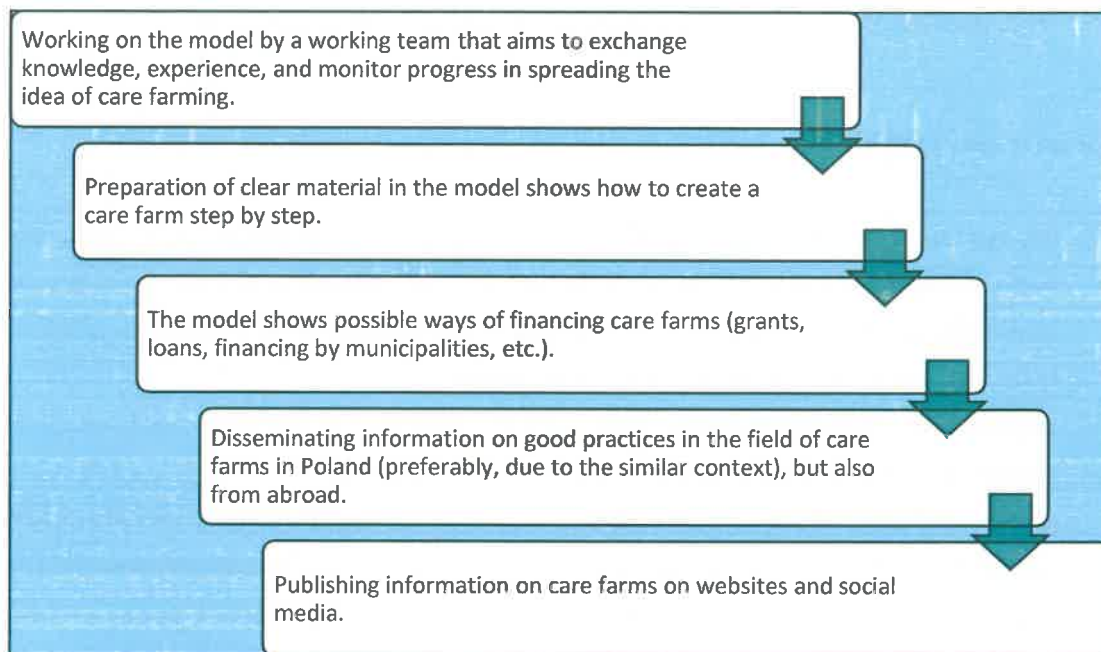 Working on the model by a working team that aims to exchange
knowledge, experience, and monitor progress in spreading the
idea of care farming.
Preparation of clear material in the model shows how to create a
care farm step by step.
The model shows possible ways of financing care farms (grants,
loans, financing by municipalities, etc.).
Disseminating information on good practices in the field of care
farms in Poland (preferably, due to the similar context), but also
from abroad.
Publishing information on care farms on websites and social
media.